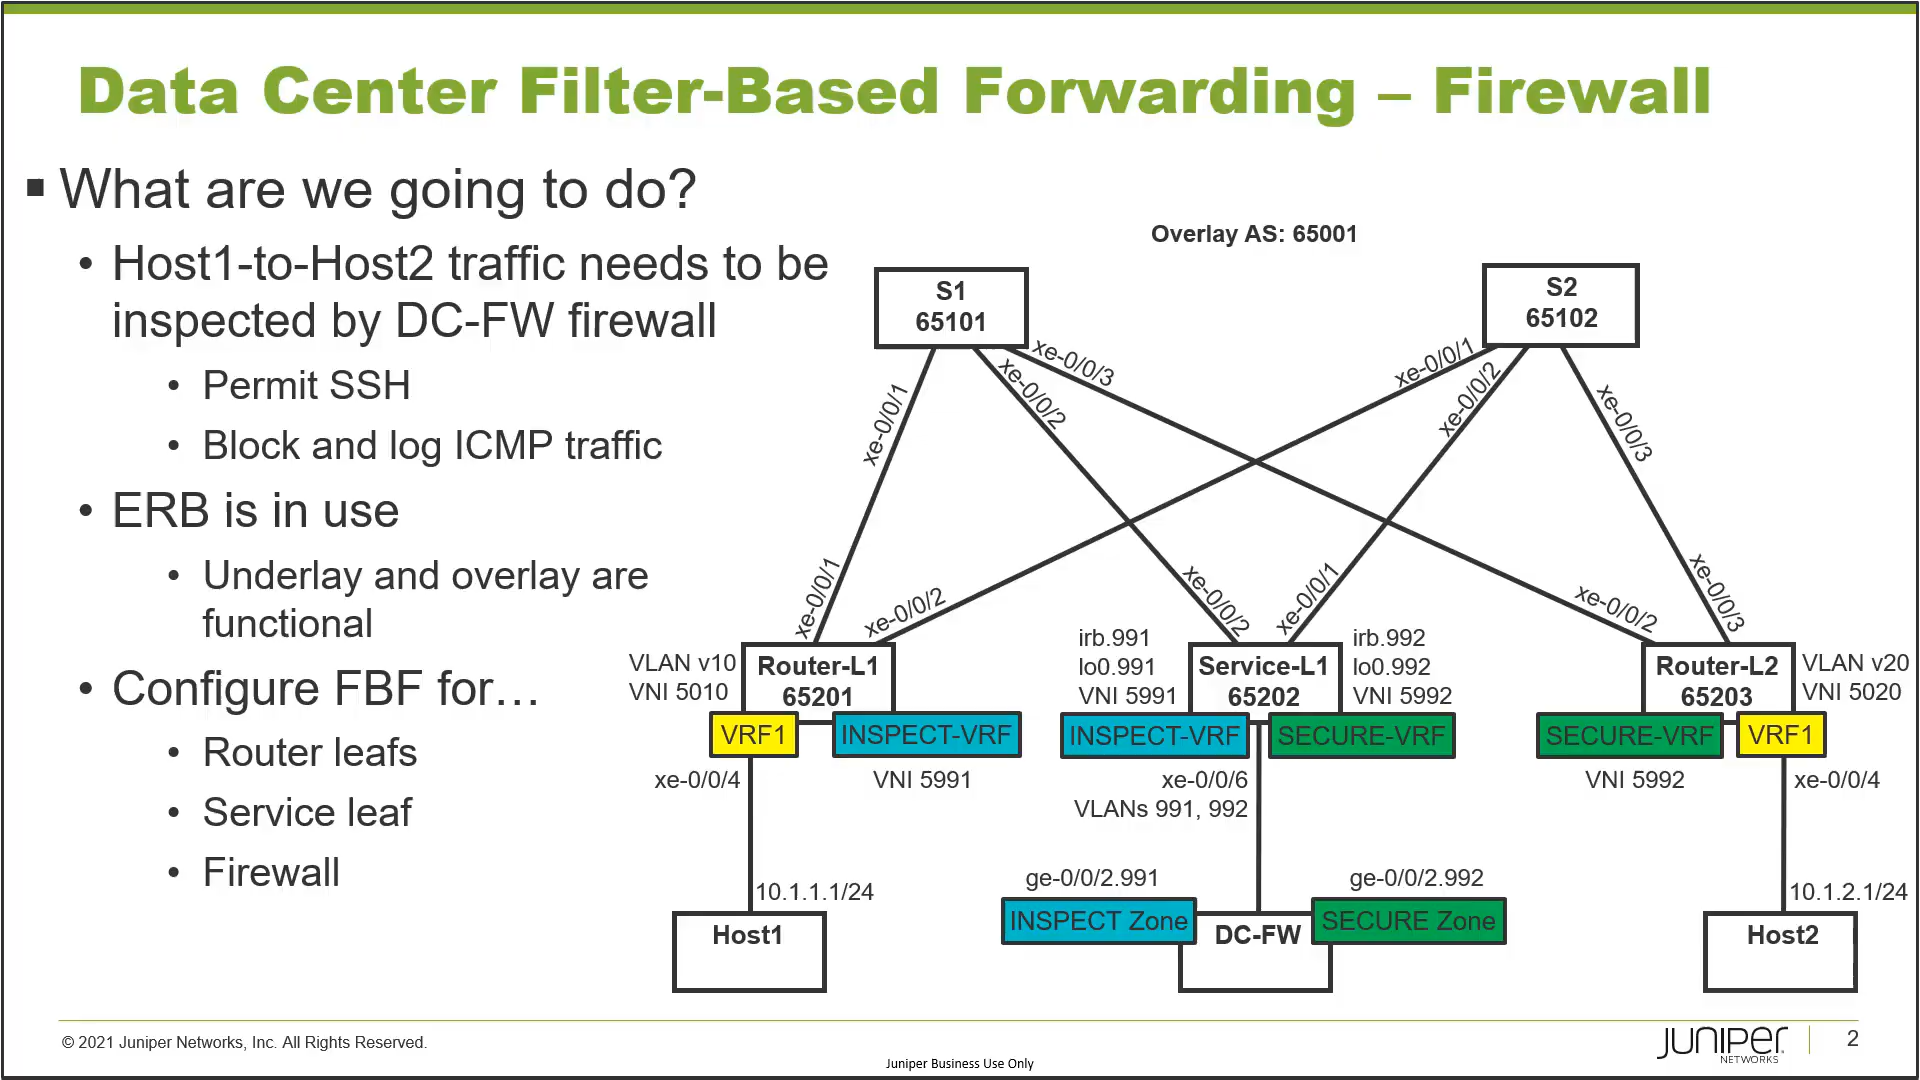 Data Center Filter-Based Forwarding – Firewall
▪ What are we going to do?
• Host1-to-Host2 traffic needs to be
inspected by DC-FW firewall
• Permit SSH
• Block and log ICMP traffic
• ERB is in use
• Underlay and overlay are
functional
• Configure FBF for…
• Router leafs
• Service leaf
• Firewall
Overlay AS: 65001
S1
65101
S2
65102
xe-0/0/1
xe-0/0/2
xe-0/0/3
xe-0/0/1
xe-0/0/2
xe-0/0/3
xe-0/0/1
xe-0/0/2
xe-0/0/2
xe-0/0/1
xe-0/0/2
xe-0/0/3
VLAN v10
VNI 5010
Router-L1
65201
VRF1
INSPECT-VRF
xe-0/0/4
VNI 5991
irb.991
lo0.991
VNI 5991
Service-L1
65202
irb.992
lo0.992
VNI 5992
INSPECT-VRF
SECURE-VRF
xe-0/0/6
VLANs 991, 992
Router-L2
65203
VLAN v20
VNI 5020
SECURE-VRF
VRF1
VNI 5992
xe-0/0/4
10.1.1.1/24
Host1
ge-0/0/2.991
ge-0/0/2.992
INSPECT Zone
DC-FW
SECURE Zone
10.1.2.1/24
Host2
© 2021 Juniper Networks, Inc. All Rights Reserved.
Juniper Business Use Only
JUNIPER
NETWORKS
2